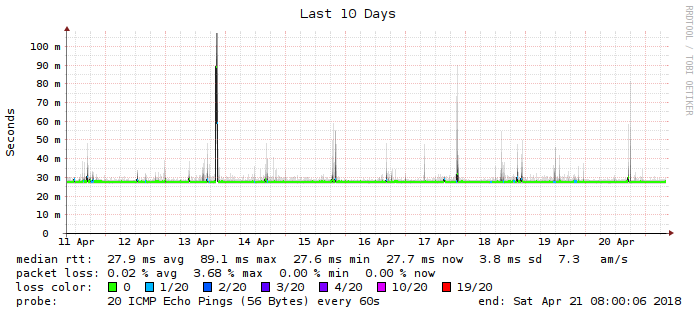 Last 10 Days
RRDTOOL / TOBI OETIKER
Seconds
100 m
90 m
80 m
70 m
60 m
50 m
40 m
30 m
20 m
10 m
0
11 Apr 12 Apr 13 Apr 14 Apr 15 Apr 16 Apr 17 Apr 18 Apr 19 Apr 20 Apr
median rtt: 27.9 ms avg 89.1 ms max 27.6 ms min 27.7 ms now 3.8 ms sd 7.3 am/s
packet loss: 0.02 % avg 3.68 % max 0.00 % min 0.00 % now
loss color: 0 1/20 2/20 3/20 4/20 10/20 19/20
probe: 20 ICMP Echo Pings (56 Bytes) every 60s end: Sat Apr 21 08:00:06 2018